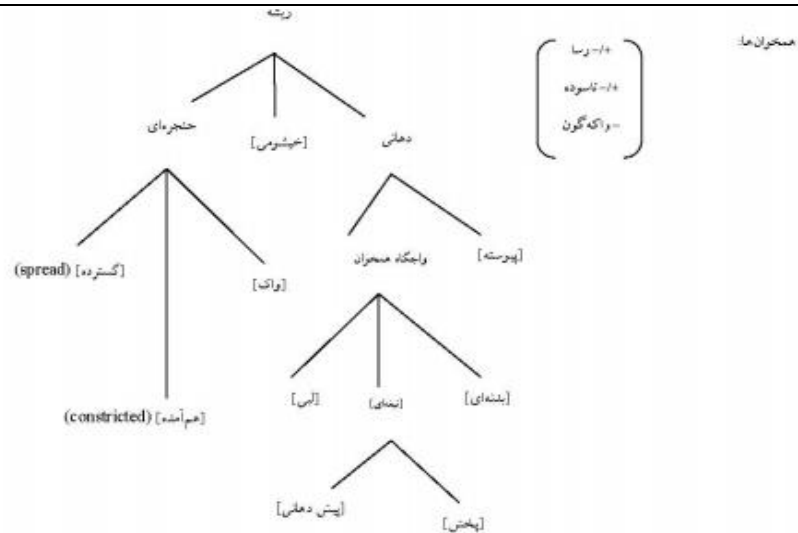 ریشه
همخوان‌ها:
+/- رسا
+/- ناسوده
- واکه‌گون
حنجره‌ای
[خیشومی]
دهانی
[گسترده] (spread)
[واک]
واجگاه همخوان
[پیوسته]
[هم‌آمده] (constricted)
[لبی]
[تیغه‌ای]
[بدنه‌ای]
[پیش دهانی]
[پخش]